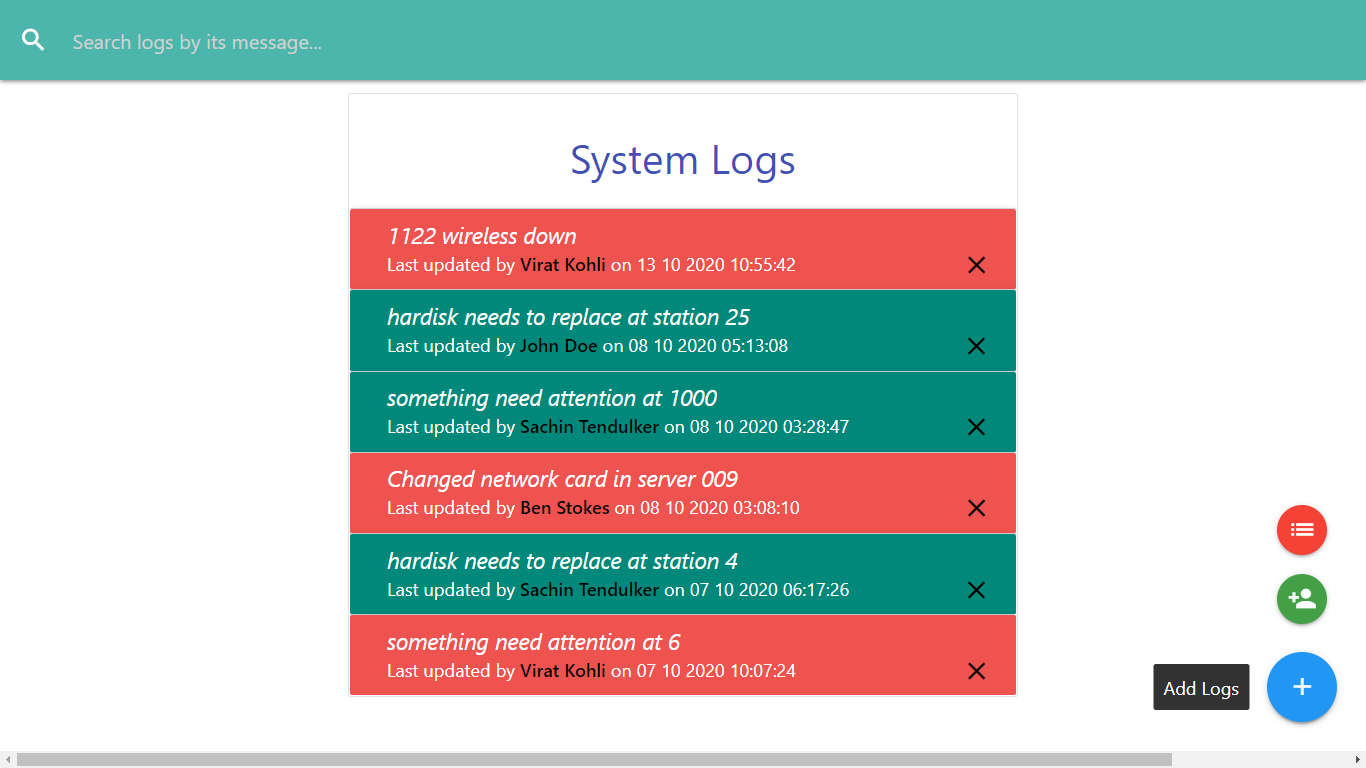 Search logs by its message...
System Logs
1122 wireless down
Last updated by Virat Kohli on 13 10 2020 10:55:42
hardisk needs to replace at station 25
Last updated by John Doe on 08 10 2020 05:13:08
something need attention at 1000
Last updated by Sachin Tendulker on 08 10 2020 03:28:47
Changed network card in server 009
Last updated by Ben Stokes on 08 10 2020 03:08:10
hardisk needs to replace at station 4
Last updated by Sachin Tendulker on 07 10 2020 06:17:26
something need attention at 6
Last updated by Virat Kohli on 07 10 2020 10:07:24
Add Logs